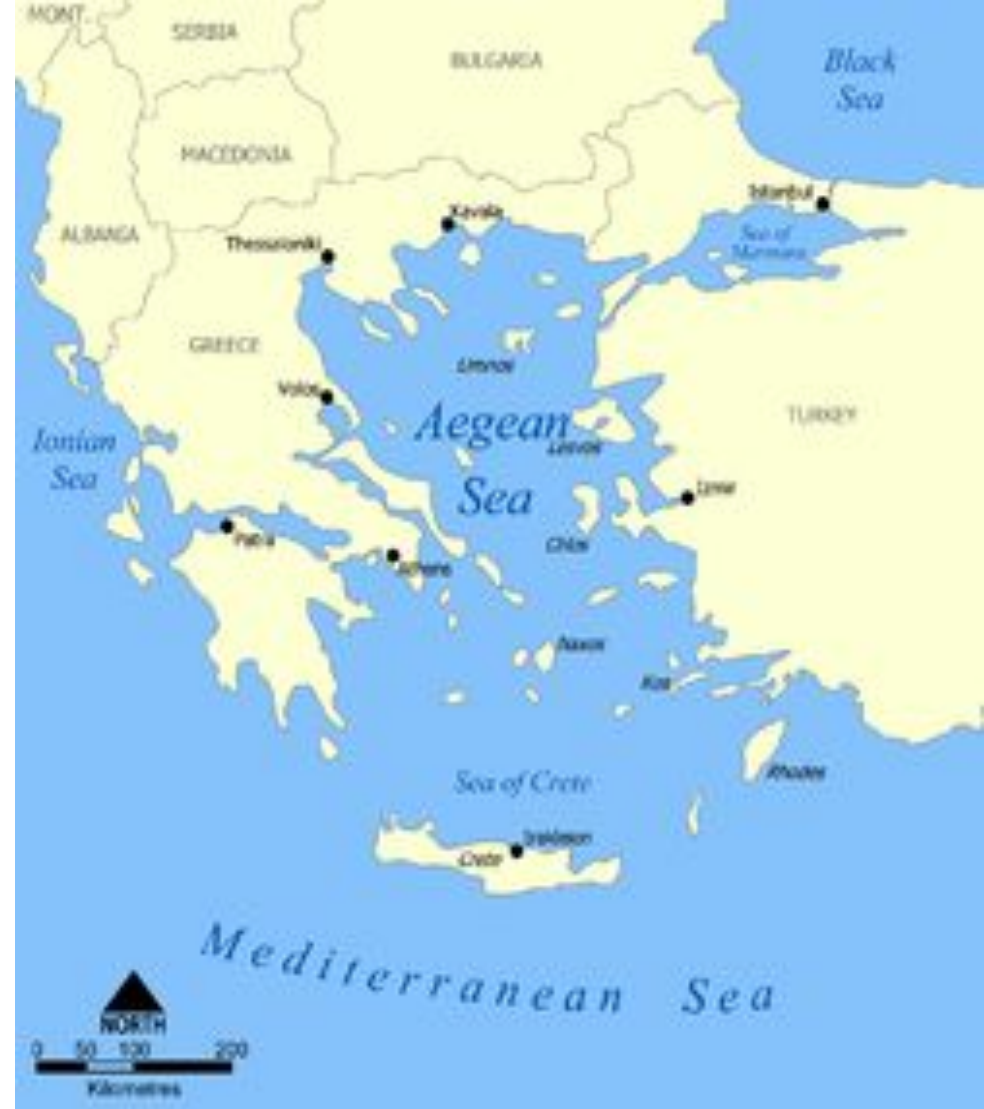 MONT.
SERBIA
BULGARIA
Black
Sea
MACEDONIA
Istanbul
Kavala
ALBANIA
Thessaloniki
Sea of
Marmara
GREECE
Limnos
Volos
Aegean
TURKEY
Ionian
Sea
Lesvos
Sea
Izmir
Patra
Chios
Athens
Naxos
Kos
Rhodes
Sea of Crete
Iraklion
Crete
Mediterranean Sea
NORTH
0 50 100 200
Kilometres